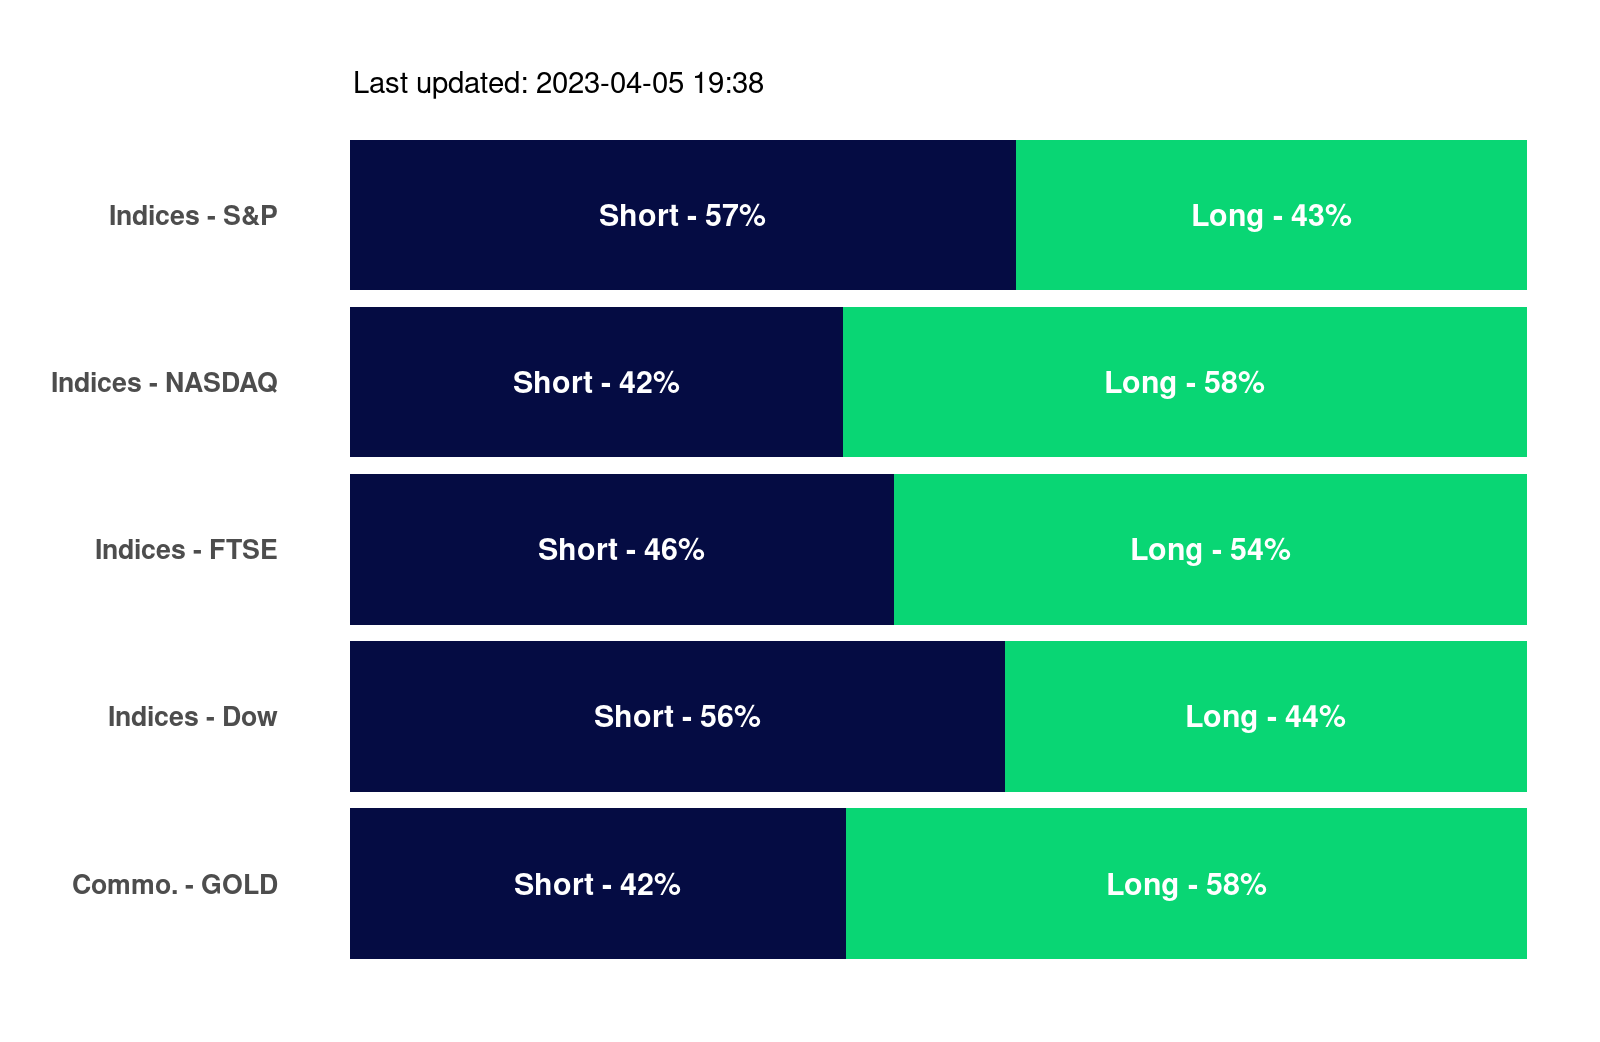 Last updated: 2023-04-05 19:38
Indices - S&P Short - 57% Long - 43%
Indices - NASDAQ Short - 42% Long - 58%
Indices - FTSE Short - 46% Long - 54%
Indices - Dow Short - 56% Long - 44%
Commo. - GOLD Short - 42% Long - 58%